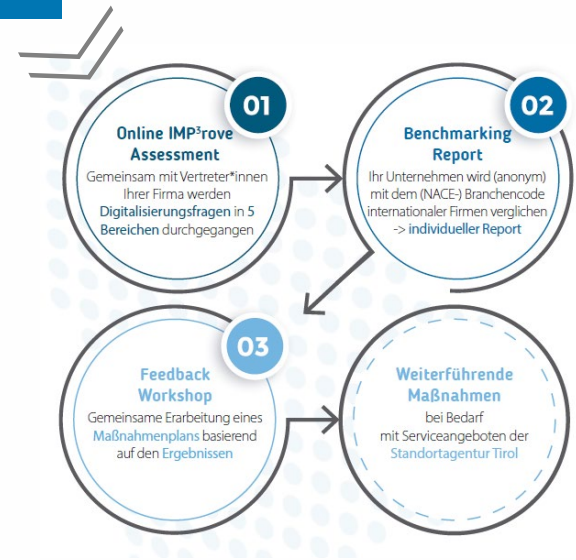 01
Online IMP³rove
Assessment
Gemeinsam mit Vertreter*innen
Ihrer Firma werden
Digitalisierungsfragen in 5
Bereichen durchgegangen
02
Benchmarking
Report
Ihr Unternehmen wird (anonym)
mit dem (NACE-) Branchencode
internationaler Firmen verglichen
-> individueller Report
03
Feedback
Workshop
Gemeinsame Erarbeitung eines
Maßnahmenplans basierend
auf den Ergebnissen
Weiterführende
Maßnahmen
bei Bedarf
mit Serviceangeboten der
Standortagentur Tirol